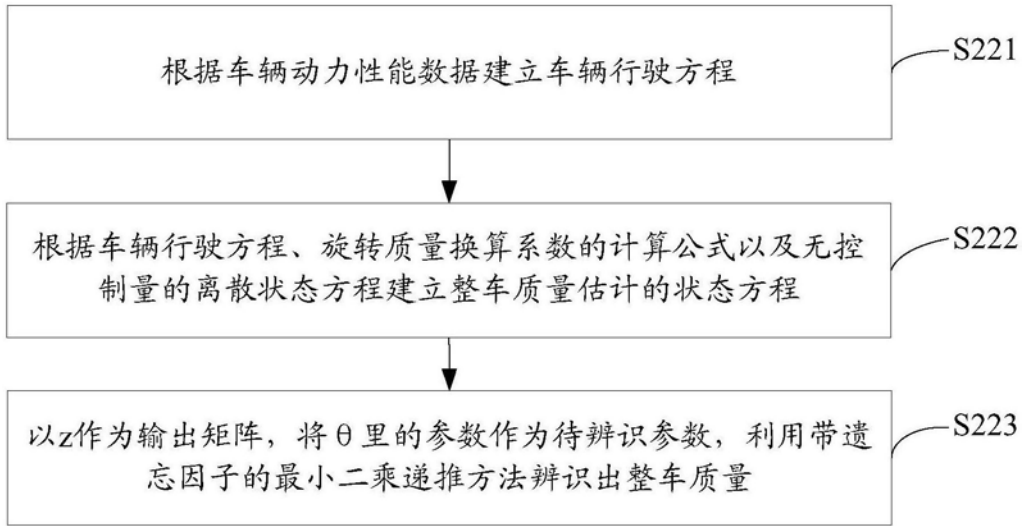 根据车辆动力性能数据建立车辆行驶方程
S221
根据车辆行驶方程、旋转质量换算系数的计算公式以及无控
制量的离散状态方程建立整车质量估计的状态方程
S222
以z作为输出矩阵，将θ里的参数作为待辨识参数，利用带遗
忘因子的最小二乘递推方法辨识出整车质量
S223